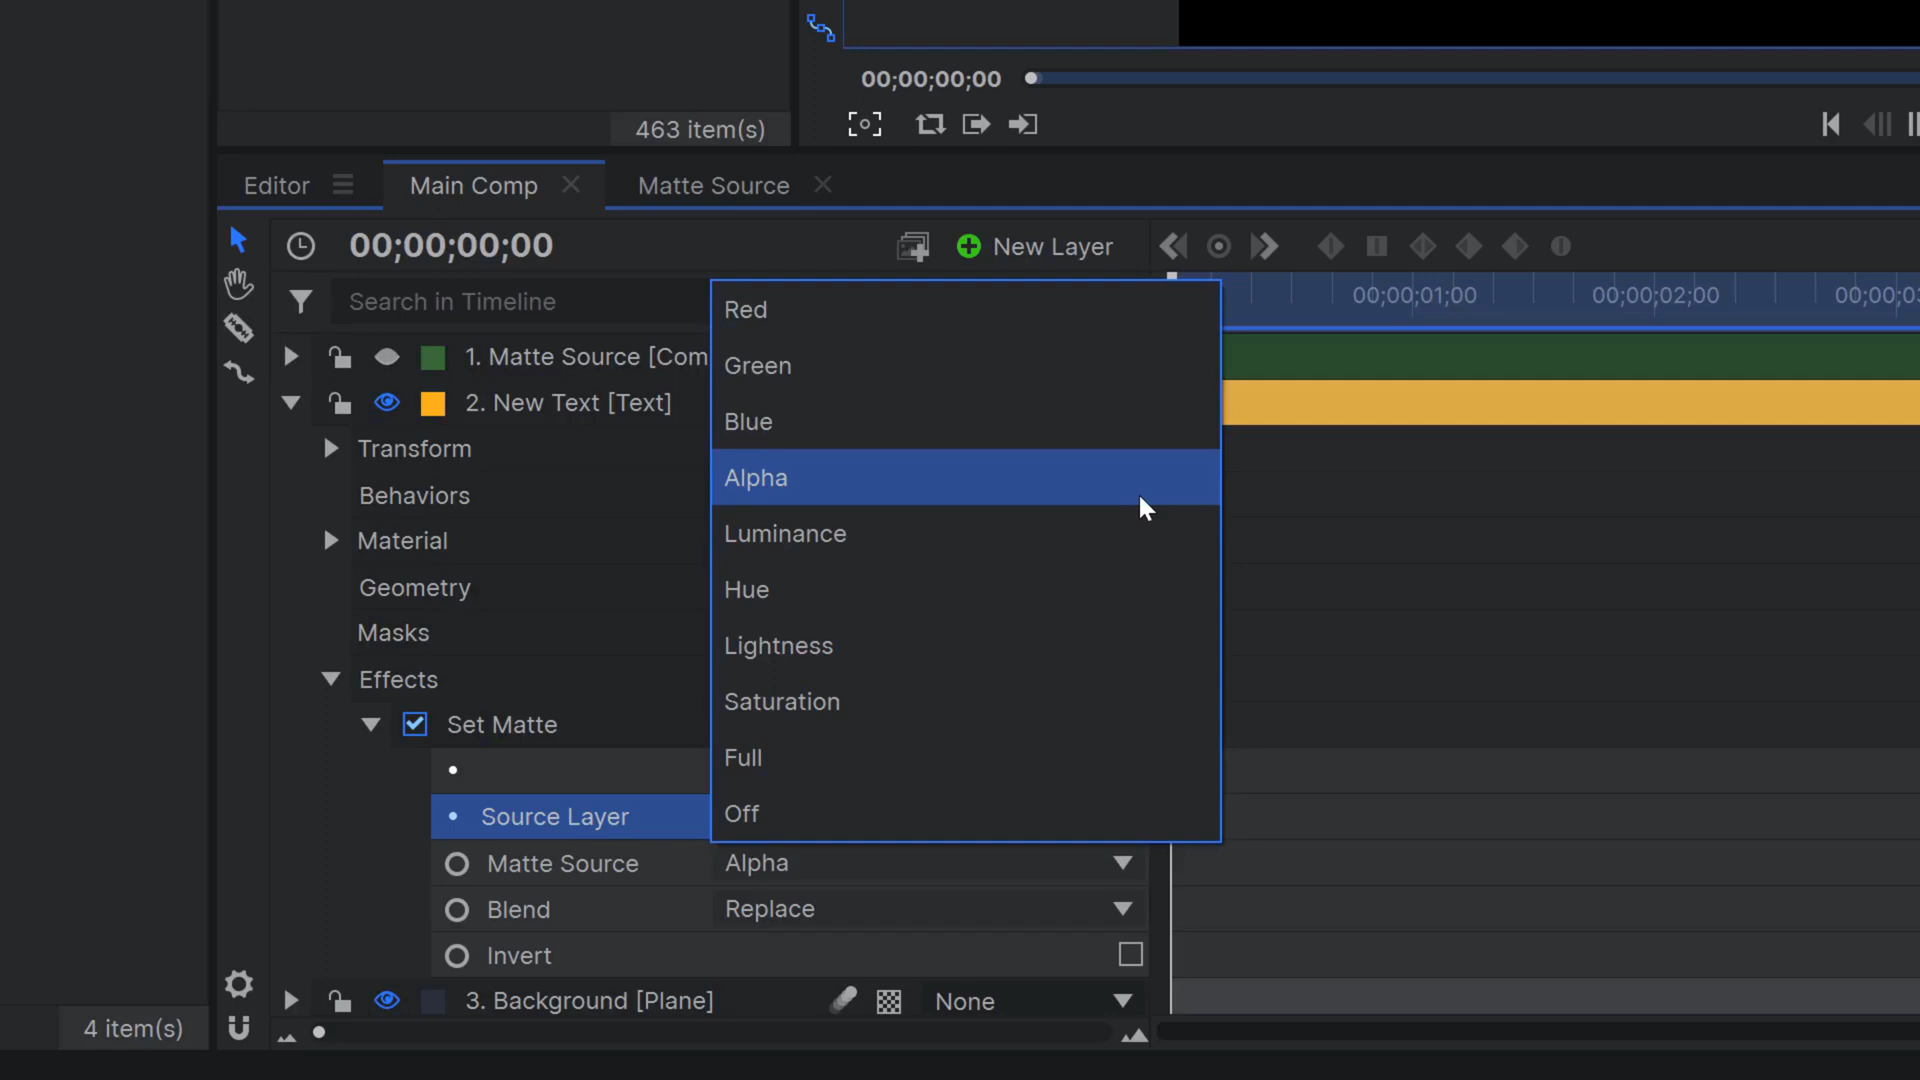 00;00;00;00
463 item(s)
Editor
Main Comp
Matte Source
00;00;00;00
New Layer
Search in Timeline
00;00;01;00
00;00;02;00
00;00;03
1. Matte Source [Com
2. New Text [Text]
Transform
Behaviors
Material
Geometry
Masks
Effects
Set Matte
Source Layer
Red
Green
Blue
Alpha
Luminance
Hue
Lightness
Saturation
Full
Off
Matte Source Alpha
Blend Replace
Invert
3. Background [Plane] None
4 item(s)